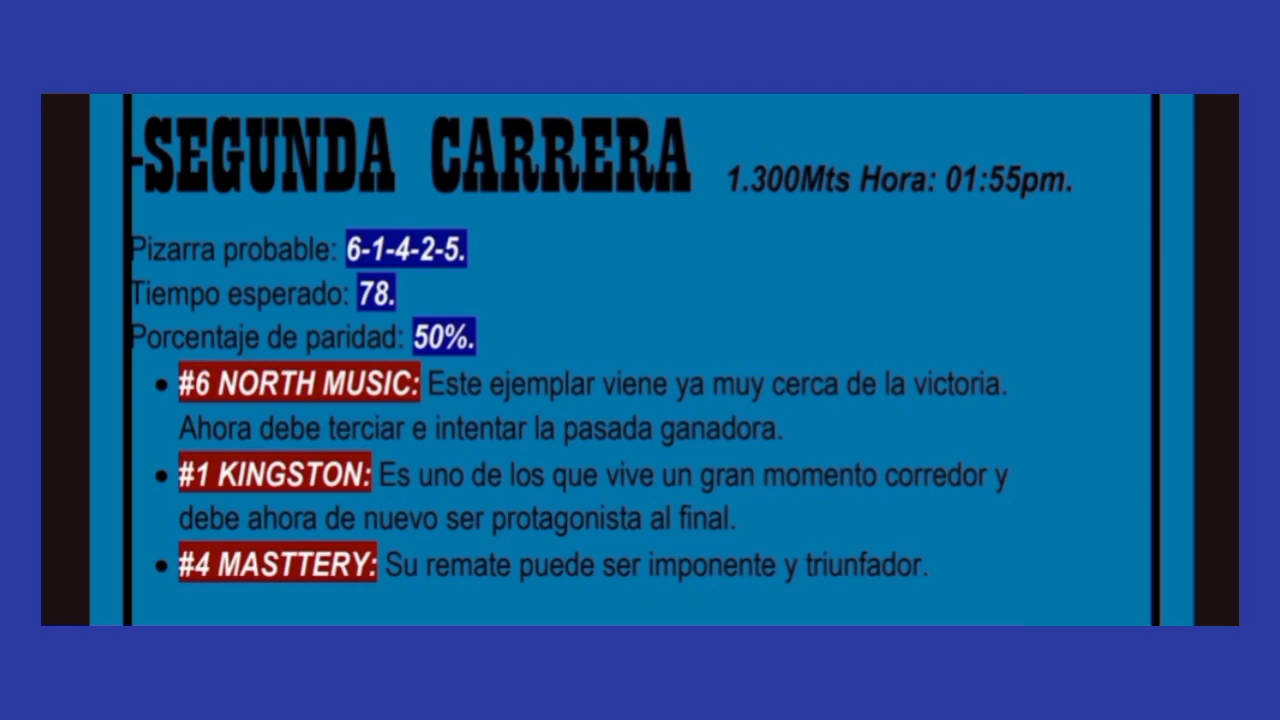 -SEGUNDA CARRERA 1.300Mts Hora: 01:55pm.
Pizarra probable: 6-1-4-2-5.
Tiempo esperado: 78.
Porcentaje de paridad: 50%.
• #6 NORTH MUSIC: Este ejemplar viene ya muy cerca de la victoria.
Ahora debe terciar e intentar la pasada ganadora.
• #1 KINGSTON: Es uno de los que vive un gran momento corredor y
debe ahora de nuevo ser protagonista al final.
• #4 MASTTERY: Su remate puede ser imponente y triunfador.